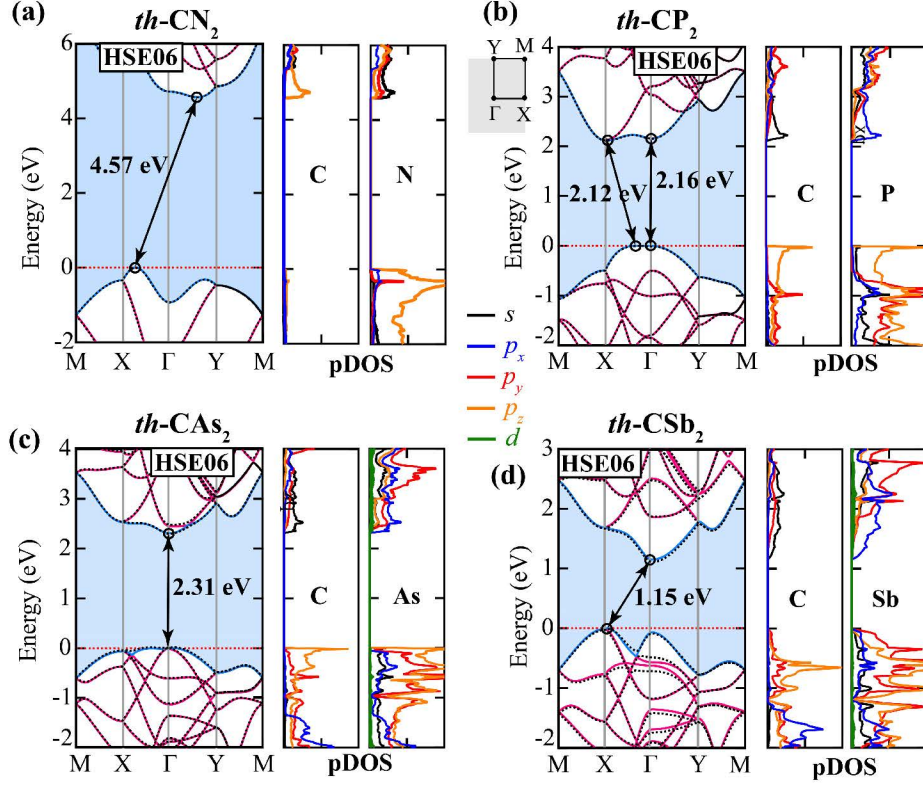 (a)
th-CN2
HSE06
Energy (eV)
6
4
2
0
-2
4.57 eV
M X Γ Y M
C
N
pDOS
(b)
th-CP2
HSE06
Y M
Γ X
Energy (eV)
4
3
2
1
0
-1
-2
2.12 eV
2.16 eV
M X Γ Y M
C
P
px
pDOS
s
px
py
pz
d
(c)
th-CAs2
HSE06
Energy (eV)
4
3
2
1
0
-1
-2
2.31 eV
M X Γ Y M
C
As
pDOS
th-CSb2
(d)
HSE06
Energy (eV)
3
2
1
0
-1
-2
1.15 eV
M X Γ Y M
C
Sb
pDOS